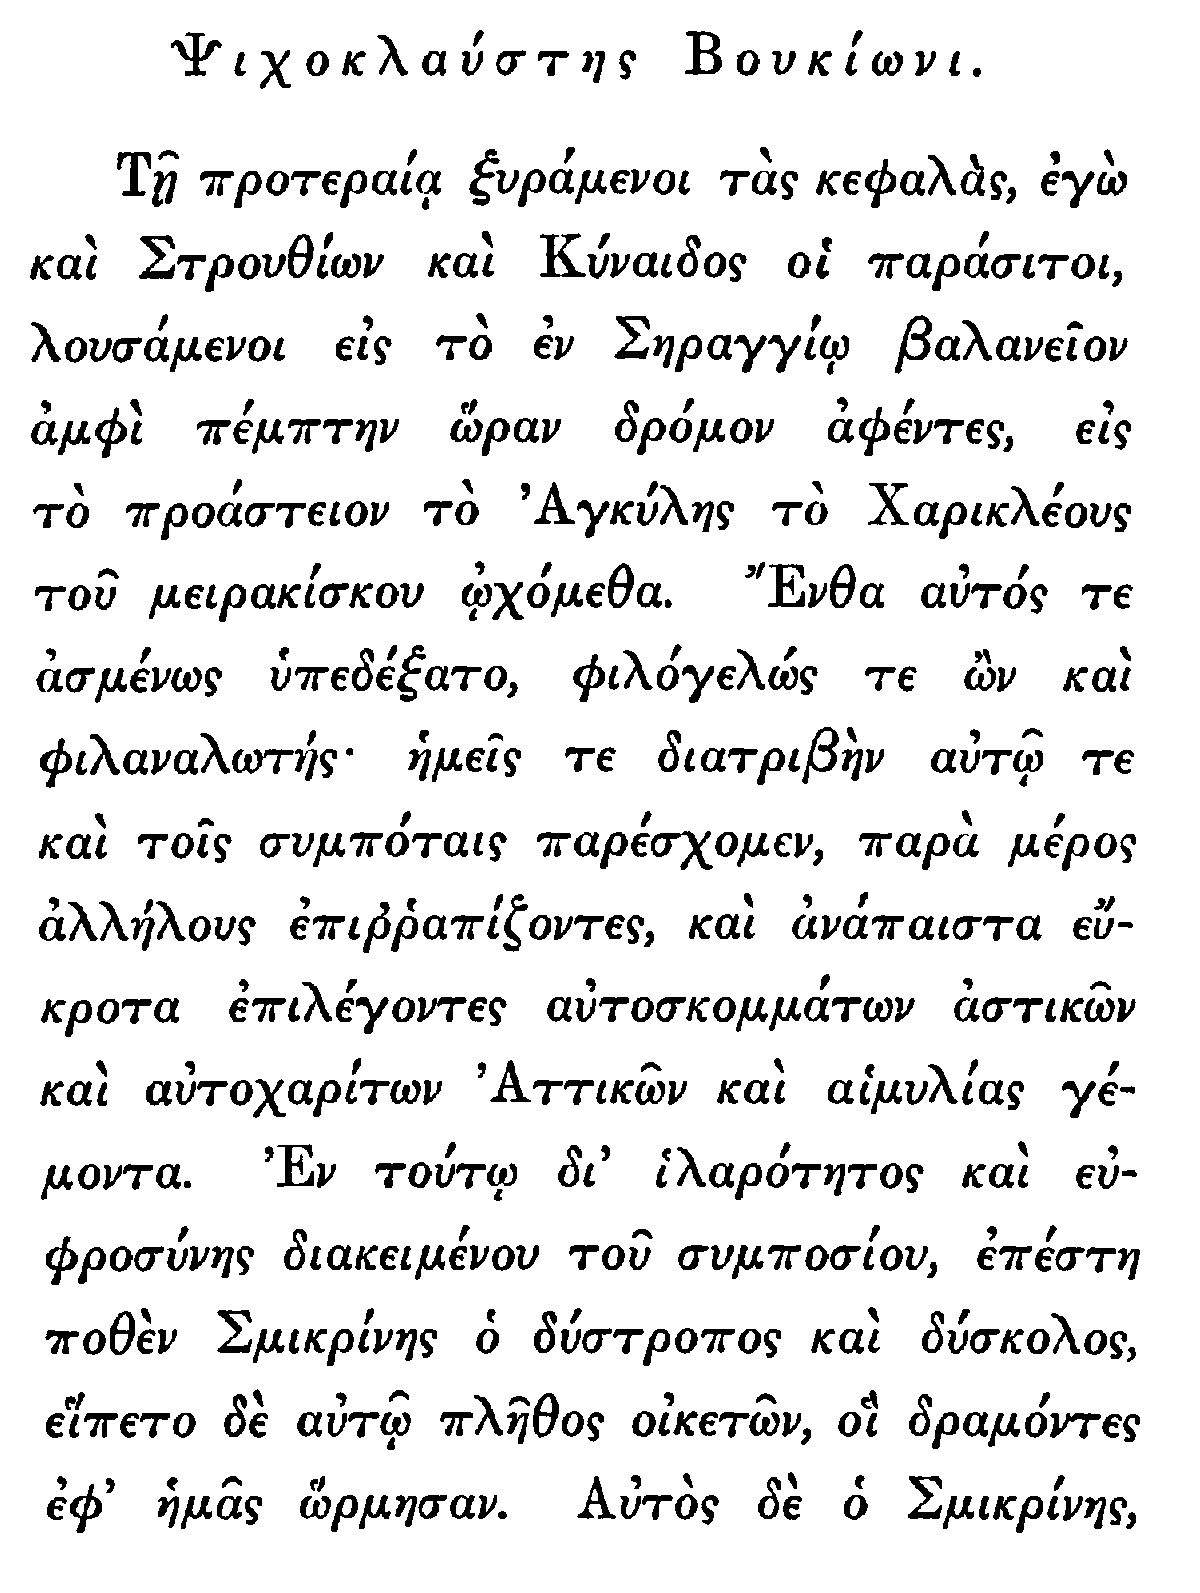 Ψιχοκλαύστης Βουκίωνι.
Τῇ προτεραίᾳ ξυράμενοι τὰς κεφαλὰς, ἐγὼ
καὶ Στρουθίων καὶ Κύναιδος οἱ παράσιτοι,
λουσάμενοι εἰς τὸ ἐν Σηραγγίῳ βαλανεῖον
ἀμφὶ πέμπτην ὥραν δρόμον ἀφέντες, εἰς
τὸ προάστειον τὸ Ἀγκύλης τὸ Χαρικλέους
τοῦ μειρακίσκου ᾠχόμεθα. Ἔνθα αὐτός τε
ἀσμένως ὑπεδέξατο, φιλόγελώς τε ὢν καὶ
φιλαναλωτής· ἡμεῖς τε διατριβὴν αὐτῷ τε
καὶ τοῖς συμπόταις παρέσχομεν, παρὰ μέρος
ἀλλήλους ἐπιῤῥαπίζοντες, καὶ ἀνάπαιστα εὔ-
κροτα ἐπιλέγοντες αὐτοσκομμάτων ἀστικῶν
καὶ αὐτοχαρίτων Ἀττικῶν καὶ αἱμυλίας γέ-
μοντα. Ἐν τούτῳ δι’ ἱλαρότητος καὶ εὐ-
φροσύνης διακειμένου τοῦ συμποσίου, ἐπέστη
ποθὲν Σμικρίνης ὁ δύστροπος καὶ δύσκολος,
εἵπετο δὲ αὐτῷ πλῆθος οἰκετῶν, οἳ δραμόντες
ἐφ’ ἡμᾶς ὥρμησαν. Αὐτὸς δὲ ὁ Σμικρίνης,